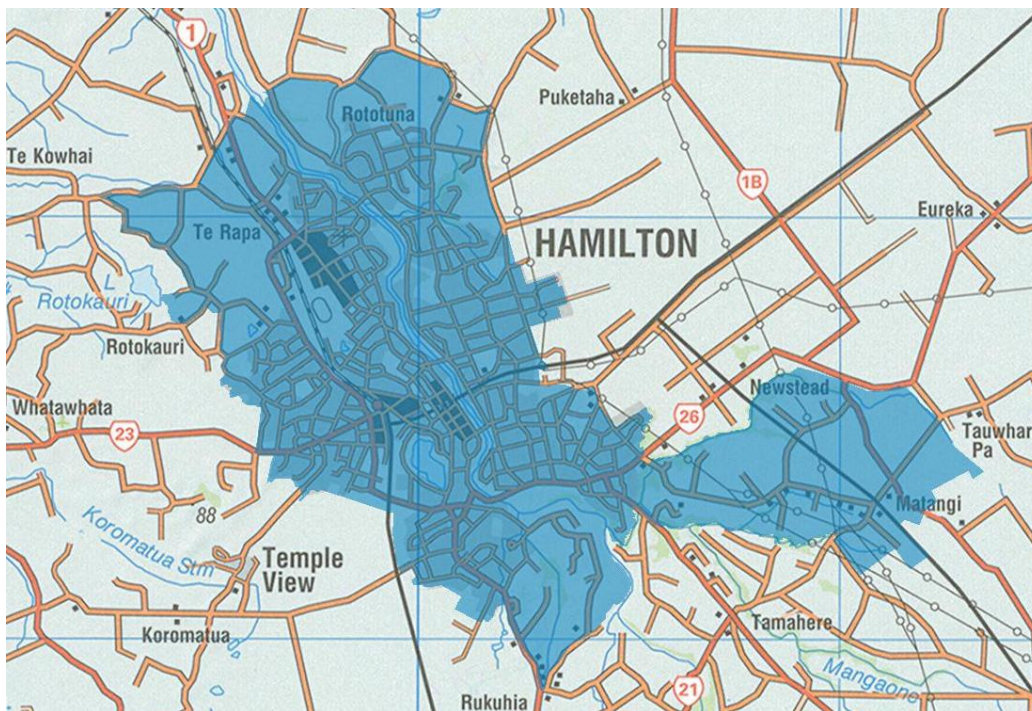 1
Rototuna
Puketaha
Te Kowhai
1B
Eureka
Te Rapa
HAMILTON
L
Rotokauri
Rotokauri
Newstead
Whatawhata
23
26
Tauwhar
Pa
88
Matangi
Koromatua Stm
Temple
View
Koromatua
Tamahere
Mangaone
21
Rukuhia